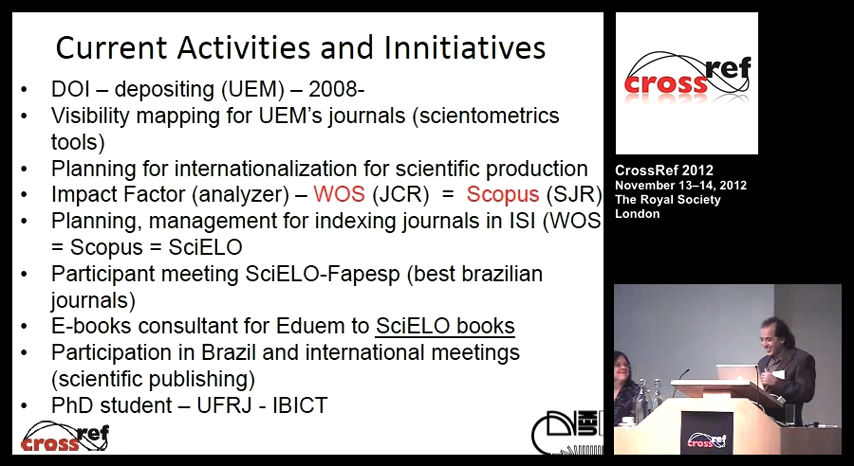 Current Activities and Innitiatives
• DOI – depositing (UEM) – 2008-
• Visibility mapping for UEM's journals (scientometrics
tools)
• Planning for internationalization for scientific production
• Impact Factor (analyzer) – WOS (JCR) = Scopus (SJR)
• Planning, management for indexing journals in ISI (WOS
= Scopus = SciELO
• Participant meeting SciELO-Fapesp (best brazilian
journals)
• E-books consultant for Eduem to SciELO books
• Participation in Brazil and international meetings
(scientific publishing)
• PhD student – UFRJ - IBICT
crossref
UEM
crossref
CrossRef 2012
November 13–14, 2012
The Royal Society
London
crossref